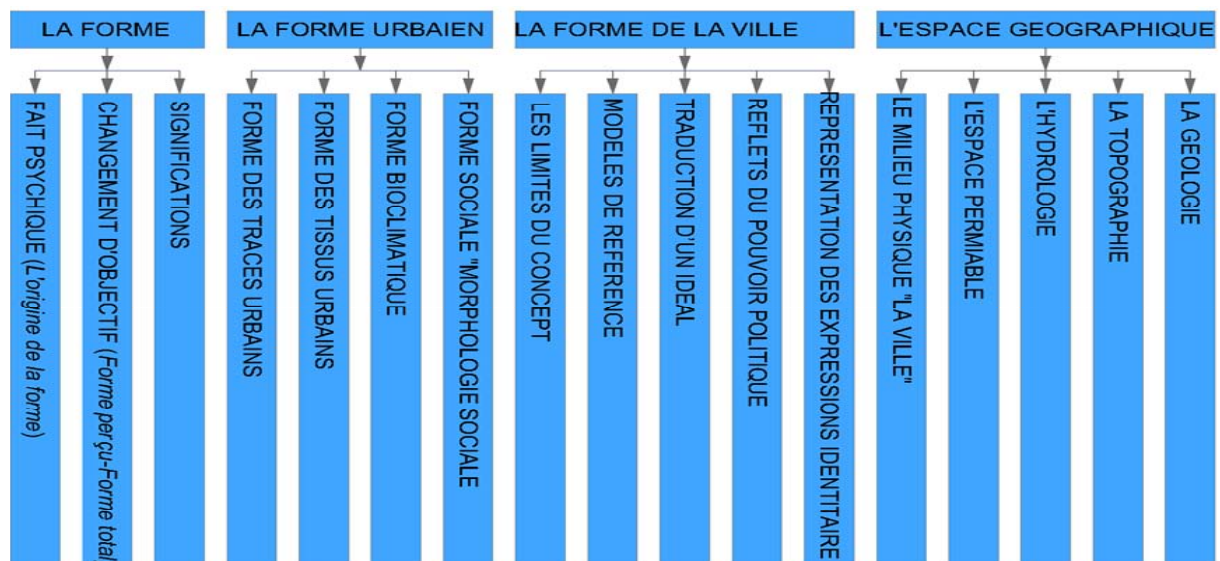 LA FORME
FAIT PSYCHIQUE (L'origine de la forme)
CHANGEMENT D'OBJECTIF (Forme perçu-Forme total
SIGNIFICATIONS
LA FORME URBAIEN
FORME DES TRACES URBAINS
FORME DES TISSUS URBAINS
FORME BIOCLIMATIQUE
FORME SOCIALE "MORPHOLOGIE SOCIALE
LA FORME DE LA VILLE
LES LIMITES DU CONCEPT
MODELES DE REFERENCE
TRADUCTION D'UN IDEAL
REFLETS DU POUVOIR POLITIQUE
REPRESENTATION DES EXPRESSIONS IDENTITAIRE
L'ESPACE GEOGRAPHIQUE
LE MILIEU PHYSIQUE "LA VILLE"
L'ESPACE PERMIABLE
L'HYDROLOGIE
LA TOPOGRAPHIE
LA GEOLOGIE